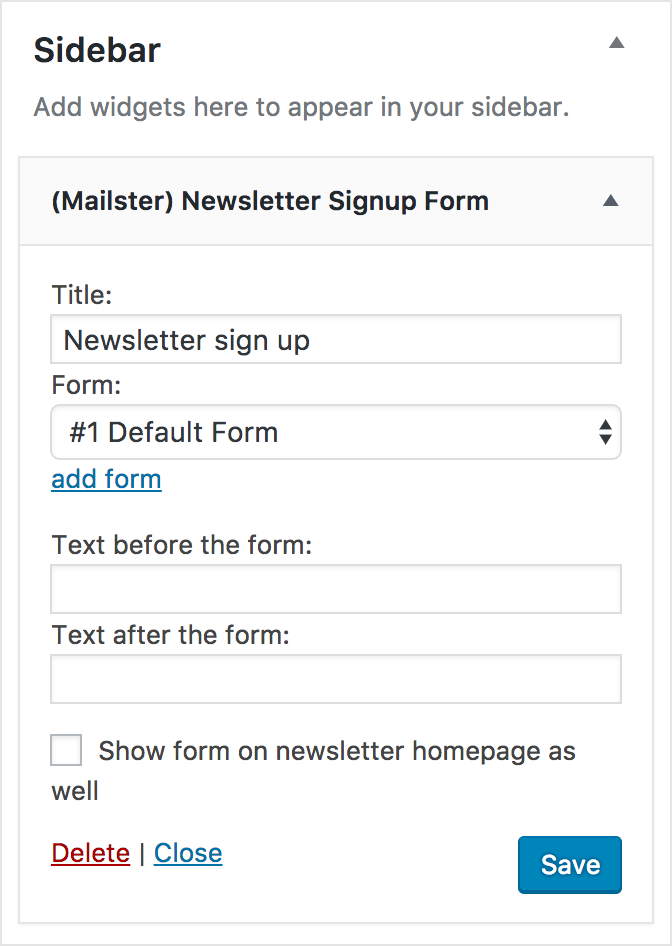 Sidebar
Add widgets here to appear in your sidebar.
(Mailster) Newsletter Signup Form
Title:
Newsletter sign up
Form:
#1 Default Form
add form
Text before the form:
Text after the form:
Show form on newsletter homepage as
well
Delete | Close
Save